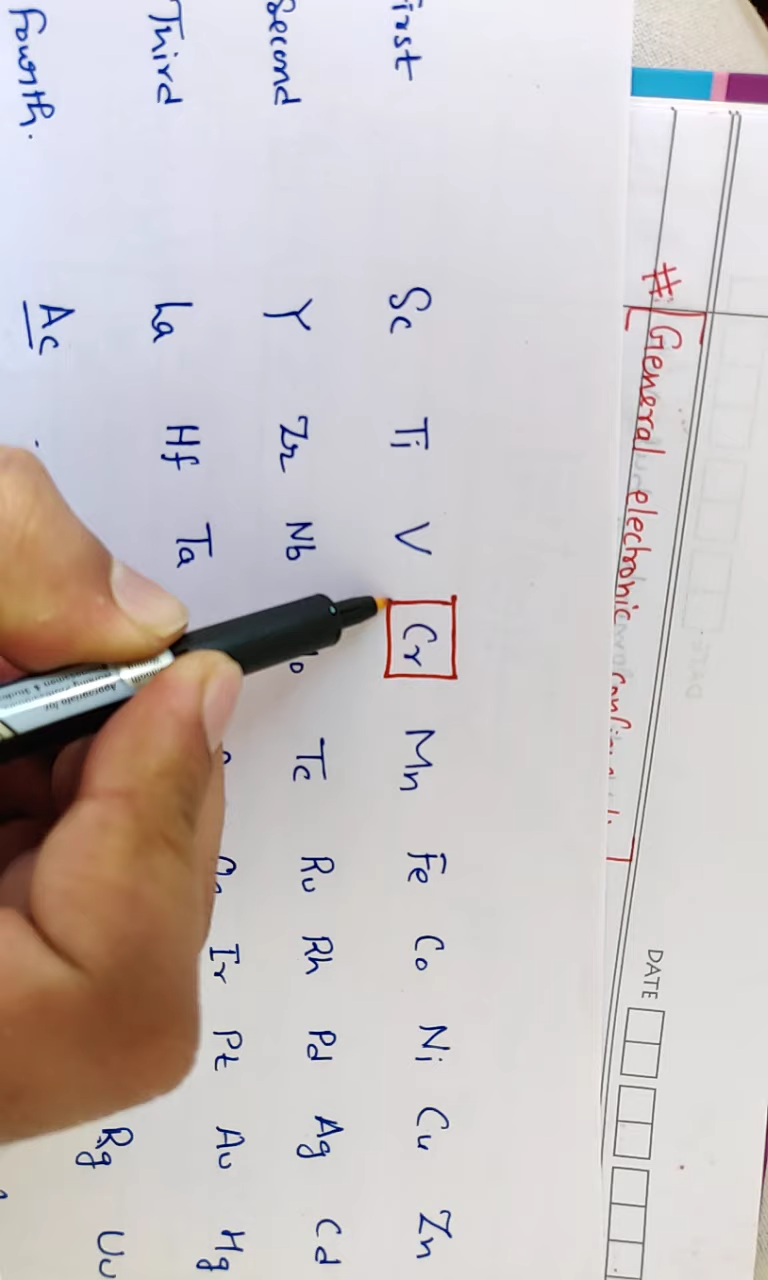 # [General electronic
DATE
First Sc Ti V Cr Mn Fe Co Ni Cu Zn
Second Y Zr Nb Tc Ru Rh Pd Ag Cd
Third La Hf Ta Ir Pt Au Hg
Fourth. Ac Rg